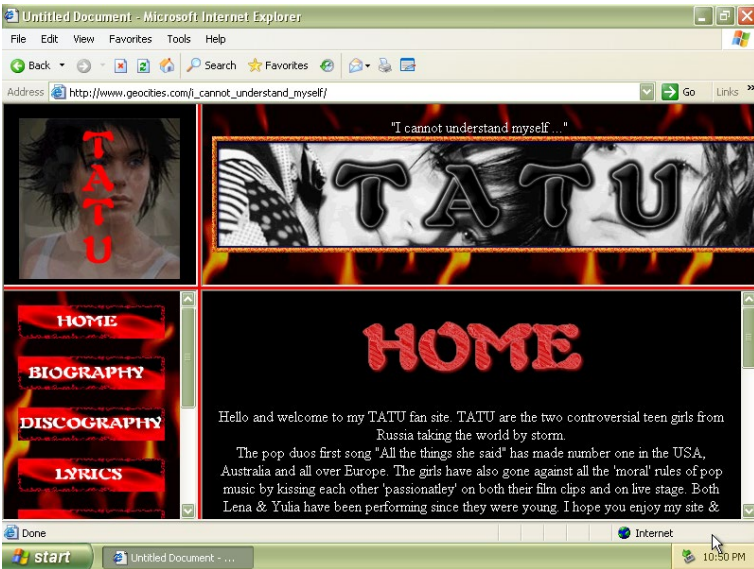 Untitled Document - Microsoft Internet Explorer
File Edit View Favorites Tools Help
Back Search Favorites
Address http://www.geocities.com/i_cannot_understand_myself/ Go Links »
TATU
"I cannot understand myself ..."
TATU
HOME
BIOGRAPHY
DISCOGRAPHY
LYRICS
HOME
Hello and welcome to my TATU fan site. TATU are the two controversial teen girls from
Russia taking the world by storm.
The pop duos first song "All the things she said" has made number one in the USA,
Australia and all over Europe. The girls have also gone against all the 'moral' rules of pop
music by kissing each other 'passionatley' on both their film clips and on live stage. Both
Lena & Yulia have been performing since they were young. I hope you enjoy my site &
Done Internet
start Untitled Document - ... 10:50 PM